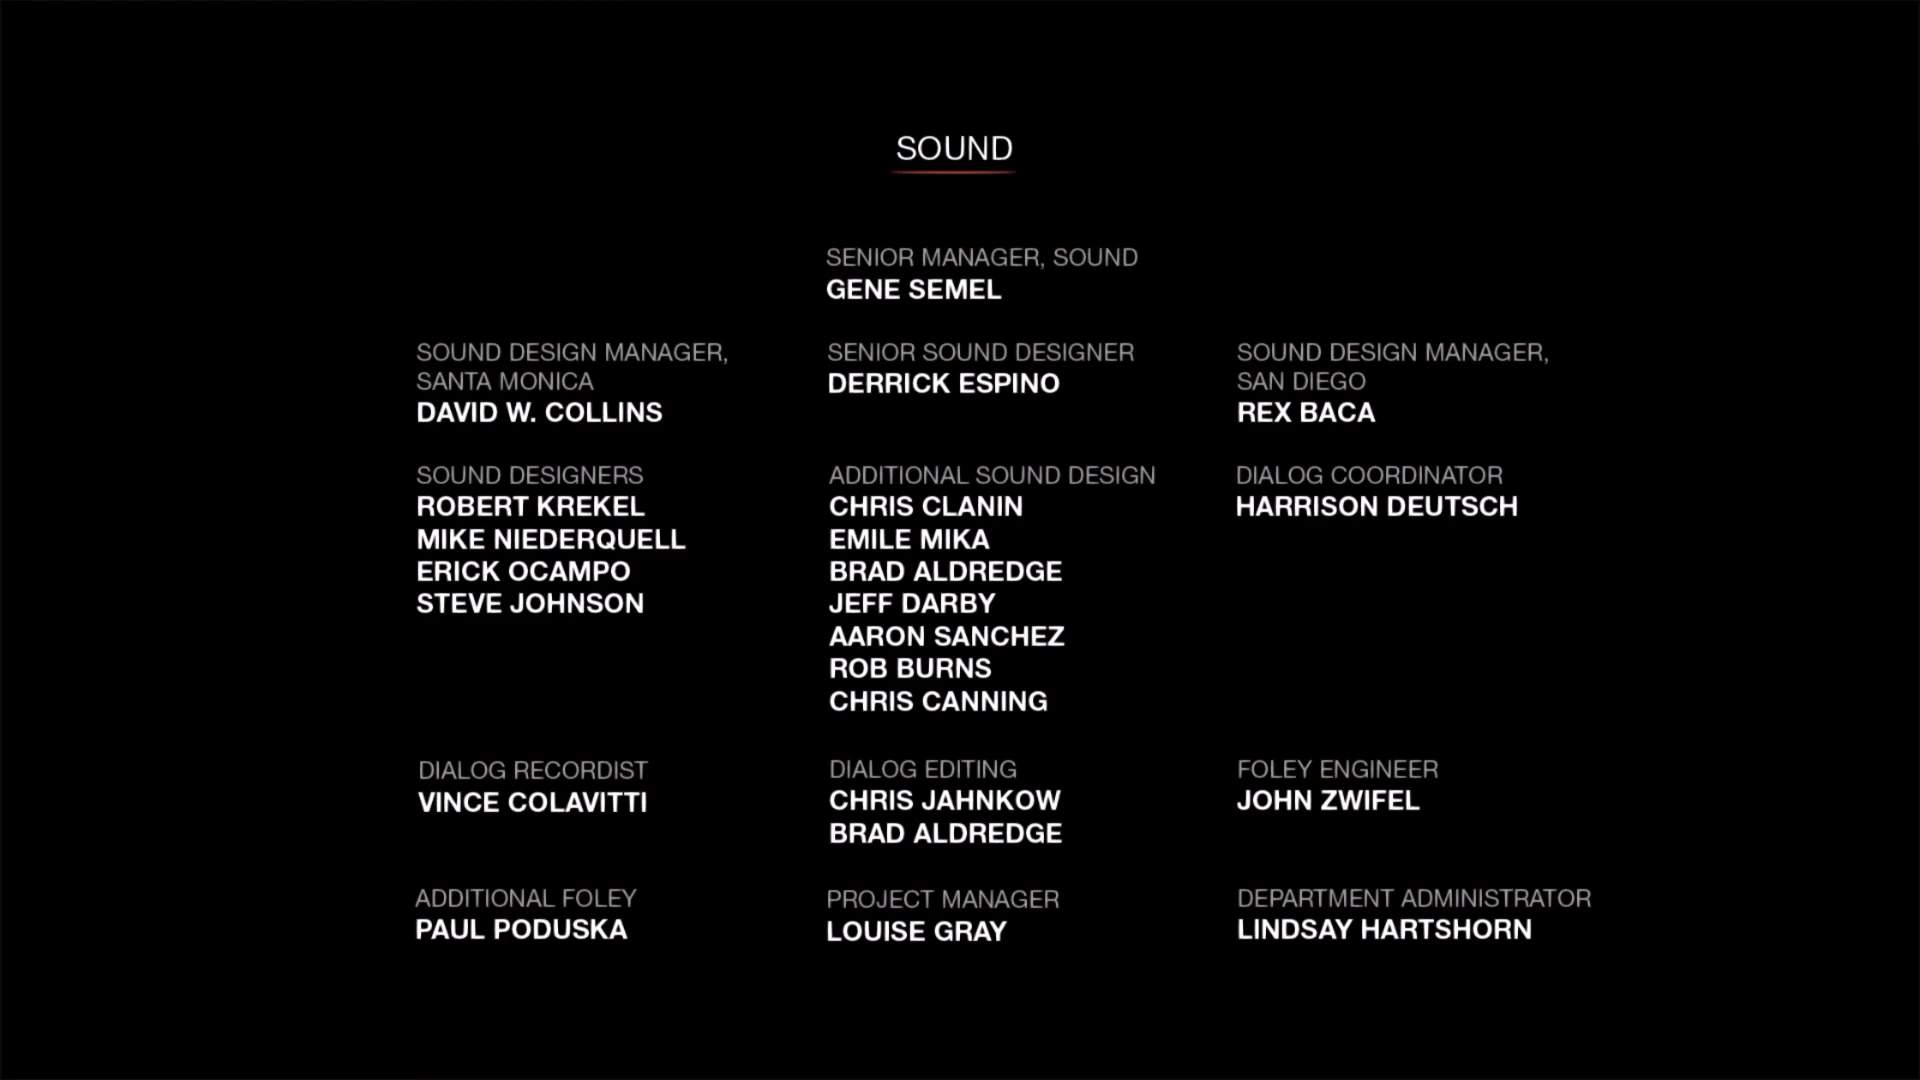 SOUND
SENIOR MANAGER, SOUND
GENE SEMEL
SOUND DESIGN MANAGER,
SANTA MONICA
DAVID W. COLLINS
SENIOR SOUND DESIGNER
DERRICK ESPINO
SOUND DESIGN MANAGER,
SAN DIEGO
REX BACA
SOUND DESIGNERS
ROBERT KREKEL
MIKE NIEDERQUELL
ERICK OCAMPO
STEVE JOHNSON
ADDITIONAL SOUND DESIGN
CHRIS CLANIN
EMILE MIKA
BRAD ALDREDGE
JEFF DARBY
AARON SANCHEZ
ROB BURNS
CHRIS CANNING
DIALOG COORDINATOR
HARRISON DEUTSCH
DIALOG RECORDIST
VINCE COLAVITTI
DIALOG EDITING
CHRIS JAHNKOW
BRAD ALDREDGE
FOLEY ENGINEER
JOHN ZWIFEL
ADDITIONAL FOLEY
PAUL PODUSKA
PROJECT MANAGER
LOUISE GRAY
DEPARTMENT ADMINISTRATOR
LINDSAY HARTSHORN